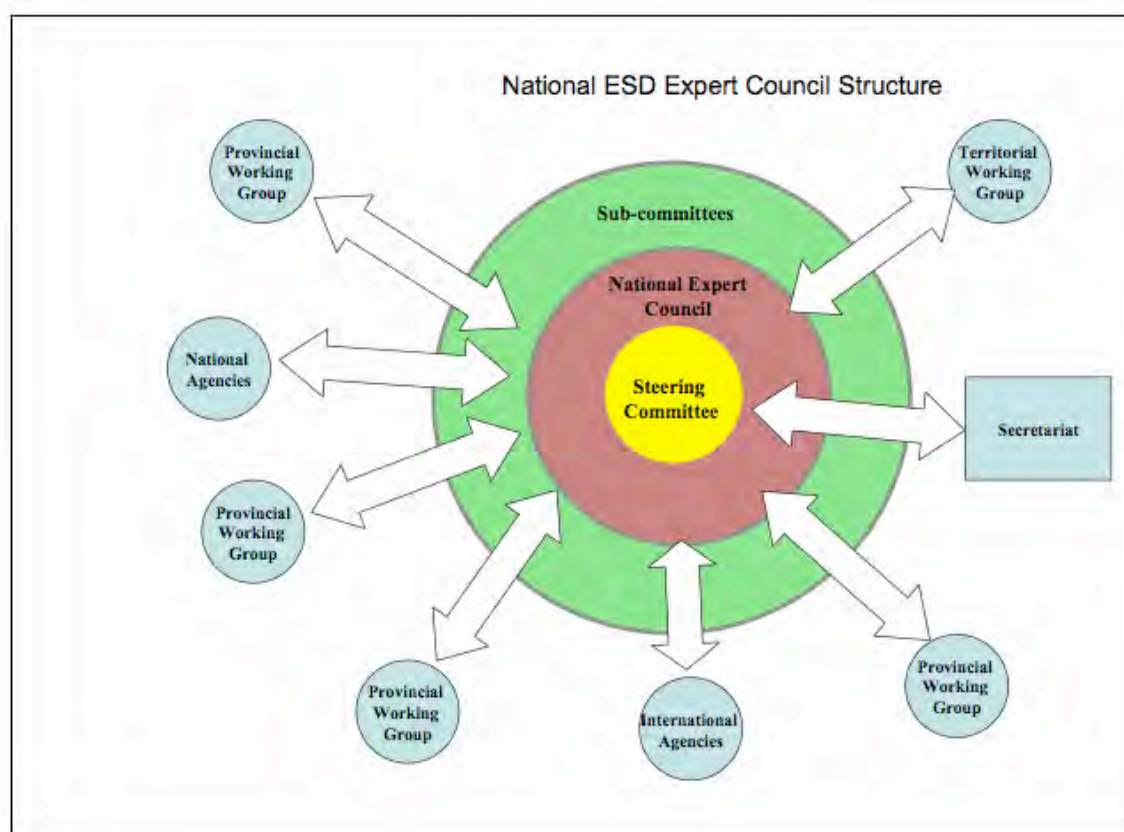 National ESD Expert Council Structure
Provincial
Working
Group
Territorial
Working
Group
Sub-committees
National Expert
Council
National
Agencies
Steering
Committee
Secretariat
Provincial
Working
Group
Provincial
Working
Group
International
Agencies
Provincial
Working
Group